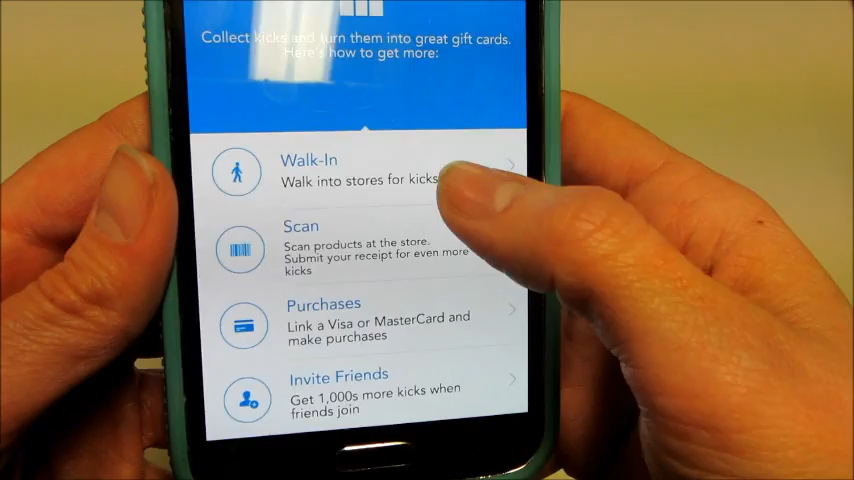 Collect kicks and turn them into great gift cards.
Here's how to get more:
Walk-In
Walk into stores for kicks
Scan
Scan products at the store.
Submit your receipt for even more
kicks
Purchases
Link a Visa or MasterCard and
make purchases
Invite Friends
Get 1,000s more kicks when
friends join